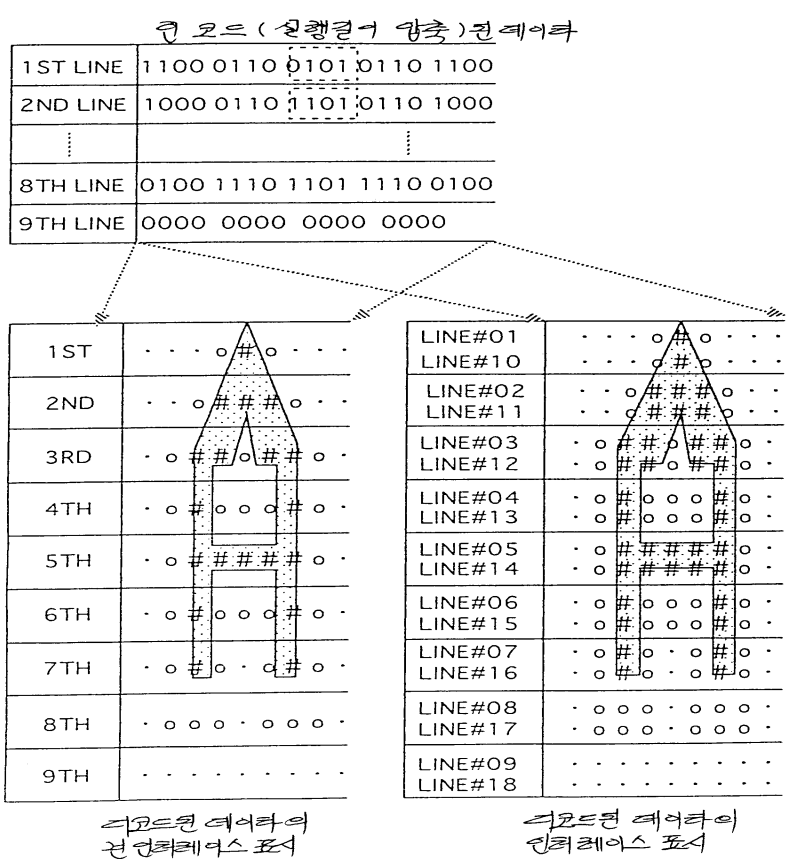 런 코드 (실행길이 압축)된 데이터
1ST LINE 1100 0110 0101 0110 1100
2ND LINE 1000 0110 1101 0110 1000
8TH LINE 0100 1110 1101 1110 0100
9TH LINE 0000 0000 0000 0000
1ST · · · o # o · · ·
2ND · · o # # # o · ·
3RD · o # # o # # o ·
4TH · o # o o o # o ·
5TH · o # # # # # o ·
6TH · o # o o o # o ·
7TH · o # o · o # o ·
8TH · o o o · o o o ·
9TH · · · · · · · · ·
디코드된 데이터의
넌 인터레이스 표시
LINE#01 · · · o # o · · ·
LINE#10 · · · o # o · · ·
LINE#02 · · o # # # o · ·
LINE#11 · · o # # # o · ·
LINE#03 · o # # o # # o ·
LINE#12 · o # # o # # o ·
LINE#04 · o # o o o # o ·
LINE#13 · o # o o o # o ·
LINE#05 · o # # # # # o ·
LINE#14 · o # # # # # o ·
LINE#06 · o # o o o # o ·
LINE#15 · o # o o o # o ·
LINE#07 · o # o · o # o ·
LINE#16 · o # o · o # o ·
LINE#08 · o o o · o o o ·
LINE#17 · o o o · o o o ·
LINE#09 · · · · · · · · ·
LINE#18 · · · · · · · · ·
디코드된 데이타의
인터레이스 표시